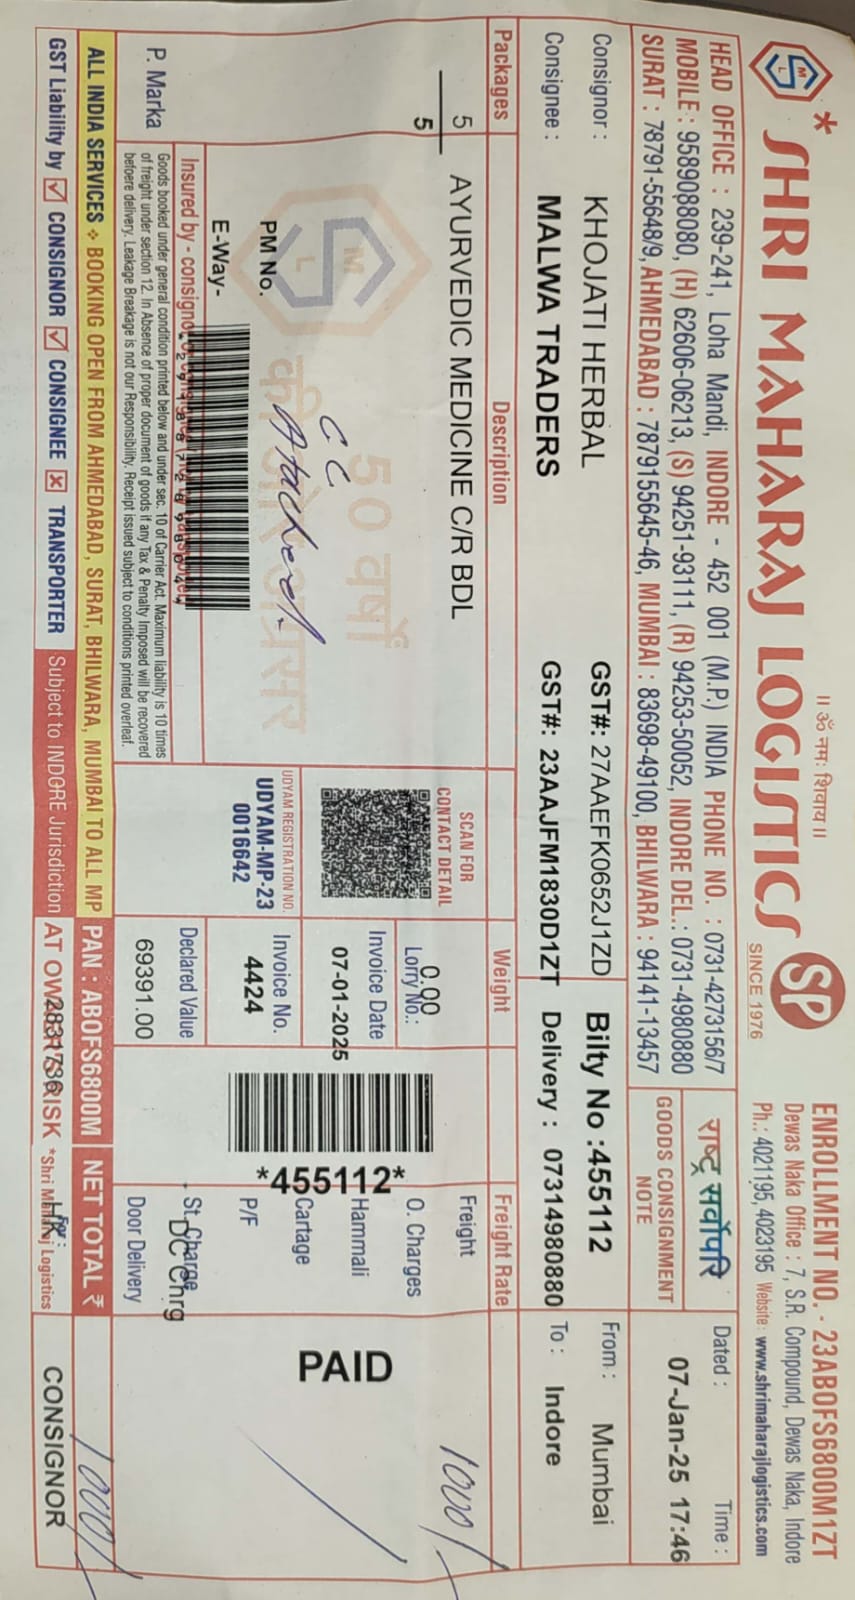 ।। ॐ नमः शिवाय ।।
* SHRI MAHARAJ LOGISTICS SP
SINCE 1976
ENROLLMENT NO. - 23ABOFS6800M1ZT
Dewas Naka Office : 7, S.R. Compound, Dewas Naka, Indore
Ph.: 4021195, 4023195 Website: www.shrimaharajlogistics.com
HEAD OFFICE : 239-241, Loha Mandi, INDORE - 452 001 (M.P.) INDIA PHONE NO. : 0731-4273156/7
MOBILE : 9589088080, (H) 62606-06213, (S) 94251-93111, (R) 94253-50052, INDORE DEL.: 0731-4980880
SURAT : 78791-55648/9, AHMEDABAD : 7879155645-46, MUMBAI : 83698-49100, BHILWARA : 94141-13457
राष्ट्र सर्वोपरि
GOODS CONSIGNMENT
NOTE
Dated : Time :
07-Jan-25 17:46
Consignor : KHOJATI HERBAL GST#: 27AAEFK0652J1ZD Bilty No :455112 From : Mumbai
Consignee : MALWA TRADERS GST#: 23AAJFM1830D1ZT Delivery : 07314980880 To : Indore
Packages Description Weight Freight Rate
5 AYURVEDIC MEDICINE C/R BDL
5
SCAN FOR
CONTACT DETAIL
0.00
Lorry No.:
Invoice Date
07-01-2025
Invoice No.
4424
Declared Value
69391.00
*455112*
Freight 1000/
O. Charges
Hammali
Cartage
P/F
St. Charge
DC Chrg
Door Delivery
PAID
50 वर्षों
की ओर अग्रसर
CC
Atached
PM No.
E-Way-
UDYAM REGISTRATION NO.
UDYAM-MP-23
0016642
P. Marka
Insured by - consignor
Goods booked under general condition printed below and under sec. 10 of Carrier Act. Maximum liability is 10 times
of freight under section 12. In Absence of proper document of goods if any Tax & Penalty Imposed will be recovered
befoere delivery. Leakage Breakage is not our Responsibility. Receipt issued subject to conditions printed overleaf.
ALL INDIA SERVICES BOOKING OPEN FROM AHMEDABAD, SURAT, BHILWARA, MUMBAI TO ALL MP PAN : ABOFS6800M NET TOTAL ₹ 1000/
GST Liability by CONSIGNOR CONSIGNEE TRANSPORTER Subject to INDORE Jurisdiction AT OWNER'S RISK
2831736
For :
*Shri Maharaj Logistics
CONSIGNOR